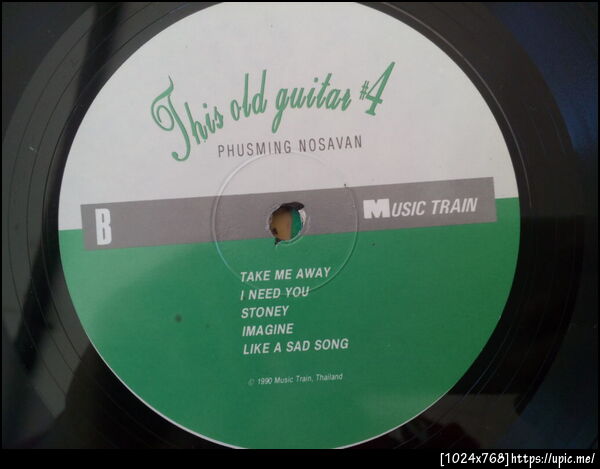 This old guitar #4
PHUSMING NOSAVAN
B
MUSIC TRAIN
TAKE ME AWAY
I NEED YOU
STONEY
IMAGINE
LIKE A SAD SONG
© 1990 Music Train, Thailand
[1024x768]https://upic.me/